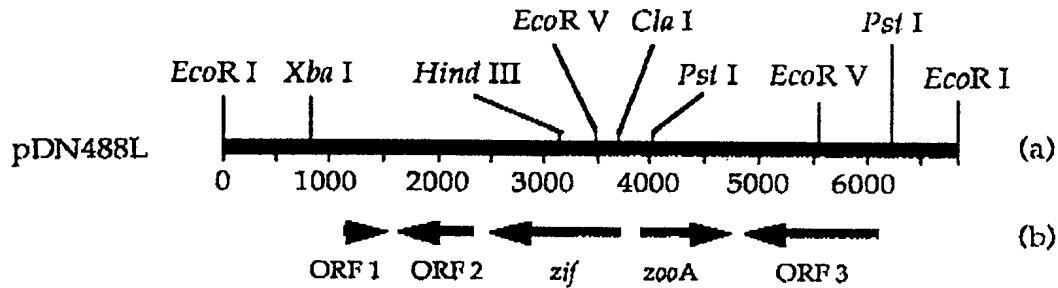 EcoR V Cla I Pst I
EcoR I Xba I Hind III Pst I EcoR V EcoR I
pDN488L (a)
0 1000 2000 3000 4000 5000 6000
(b)
ORF 1 ORF 2 zif zooA ORF 3